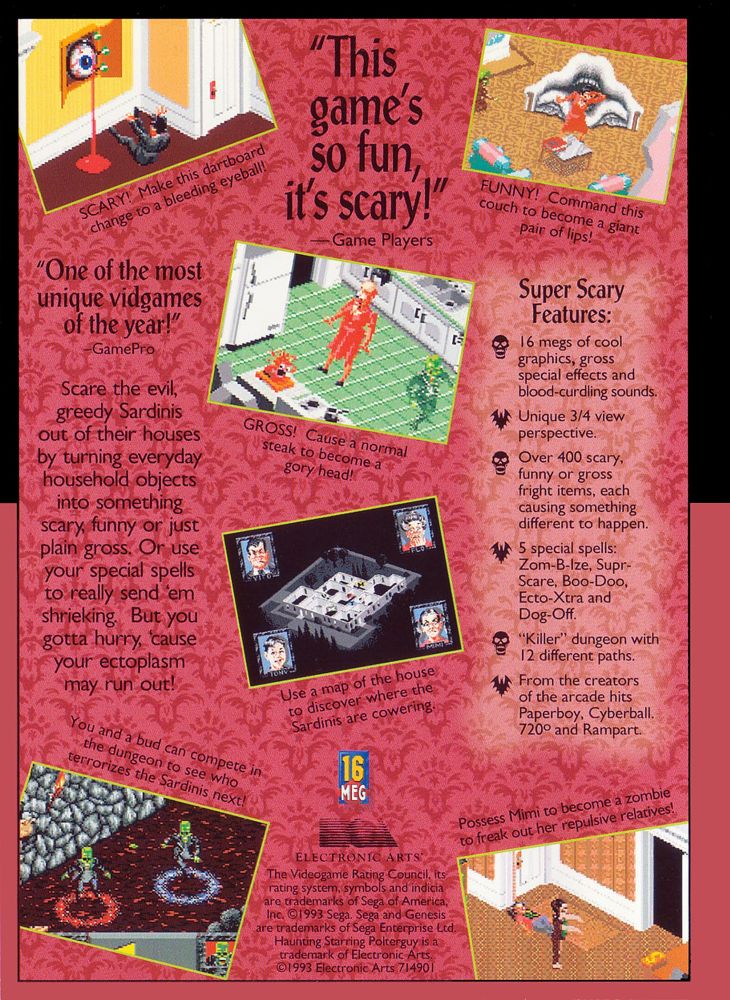 "This
game's
so fun,
it's scary!"
—Game Players
SCARY! Make this dartboard
change to a bleeding eyeball!
FUNNY! Command this
couch to become a giant
pair of lips!
"One of the most
unique vidgames
of the year!"
–GamePro
Scare the evil,
greedy Sardinis
out of their houses
by turning everyday
household objects
into something
scary, funny or just
plain gross. Or use
your special spells
to really send 'em
shrieking. But you
gotta hurry, 'cause
your ectoplasm
may run out!
GROSS! Cause a normal
steak to become a
gory head!
Super Scary
Features:
16 megs of cool
graphics, gross
special effects and
blood-curdling sounds.
Unique 3/4 view
perspective.
Over 400 scary,
funny or gross
fright items, each
causing something
different to happen.
5 special spells:
Zom-B-Ize, Supr-
Scare, Boo-Doo,
Ecto-Xtra and
Dog-Off.
"Killer" dungeon with
12 different paths.
From the creators
of the arcade hits
Paperboy, Cyberball.
720º and Rampart.
VITO
FLO
TONY
MIMI
Use a map of the house
to discover where the
Sardinis are cowering.
You and a bud can compete in
the dungeon to see who
terrorizes the Sardinis next!
16
MEG
ELECTRONIC ARTS
The Videogame Rating Council, its
rating system, symbols and indicia
are trademarks of Sega of America,
Inc. ©1993 Sega. Sega and Genesis
are trademarks of Sega Enterprise Ltd.
Haunting Starring Polterguy is a
trademark of Electronic Arts.
©1993 Electronic Arts 714901
Possess Mimi to become a zombie
to freak out her repulsive relatives!